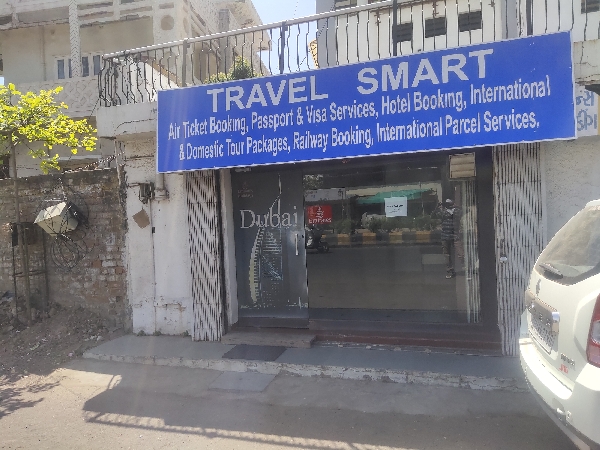 TRAVEL SMART
Air Ticket Booking, Passport & Visa Services, Hotel Booking, International
& Domestic Tour Packages, Railway Booking, International Parcel Services,
Dubai
Emirates